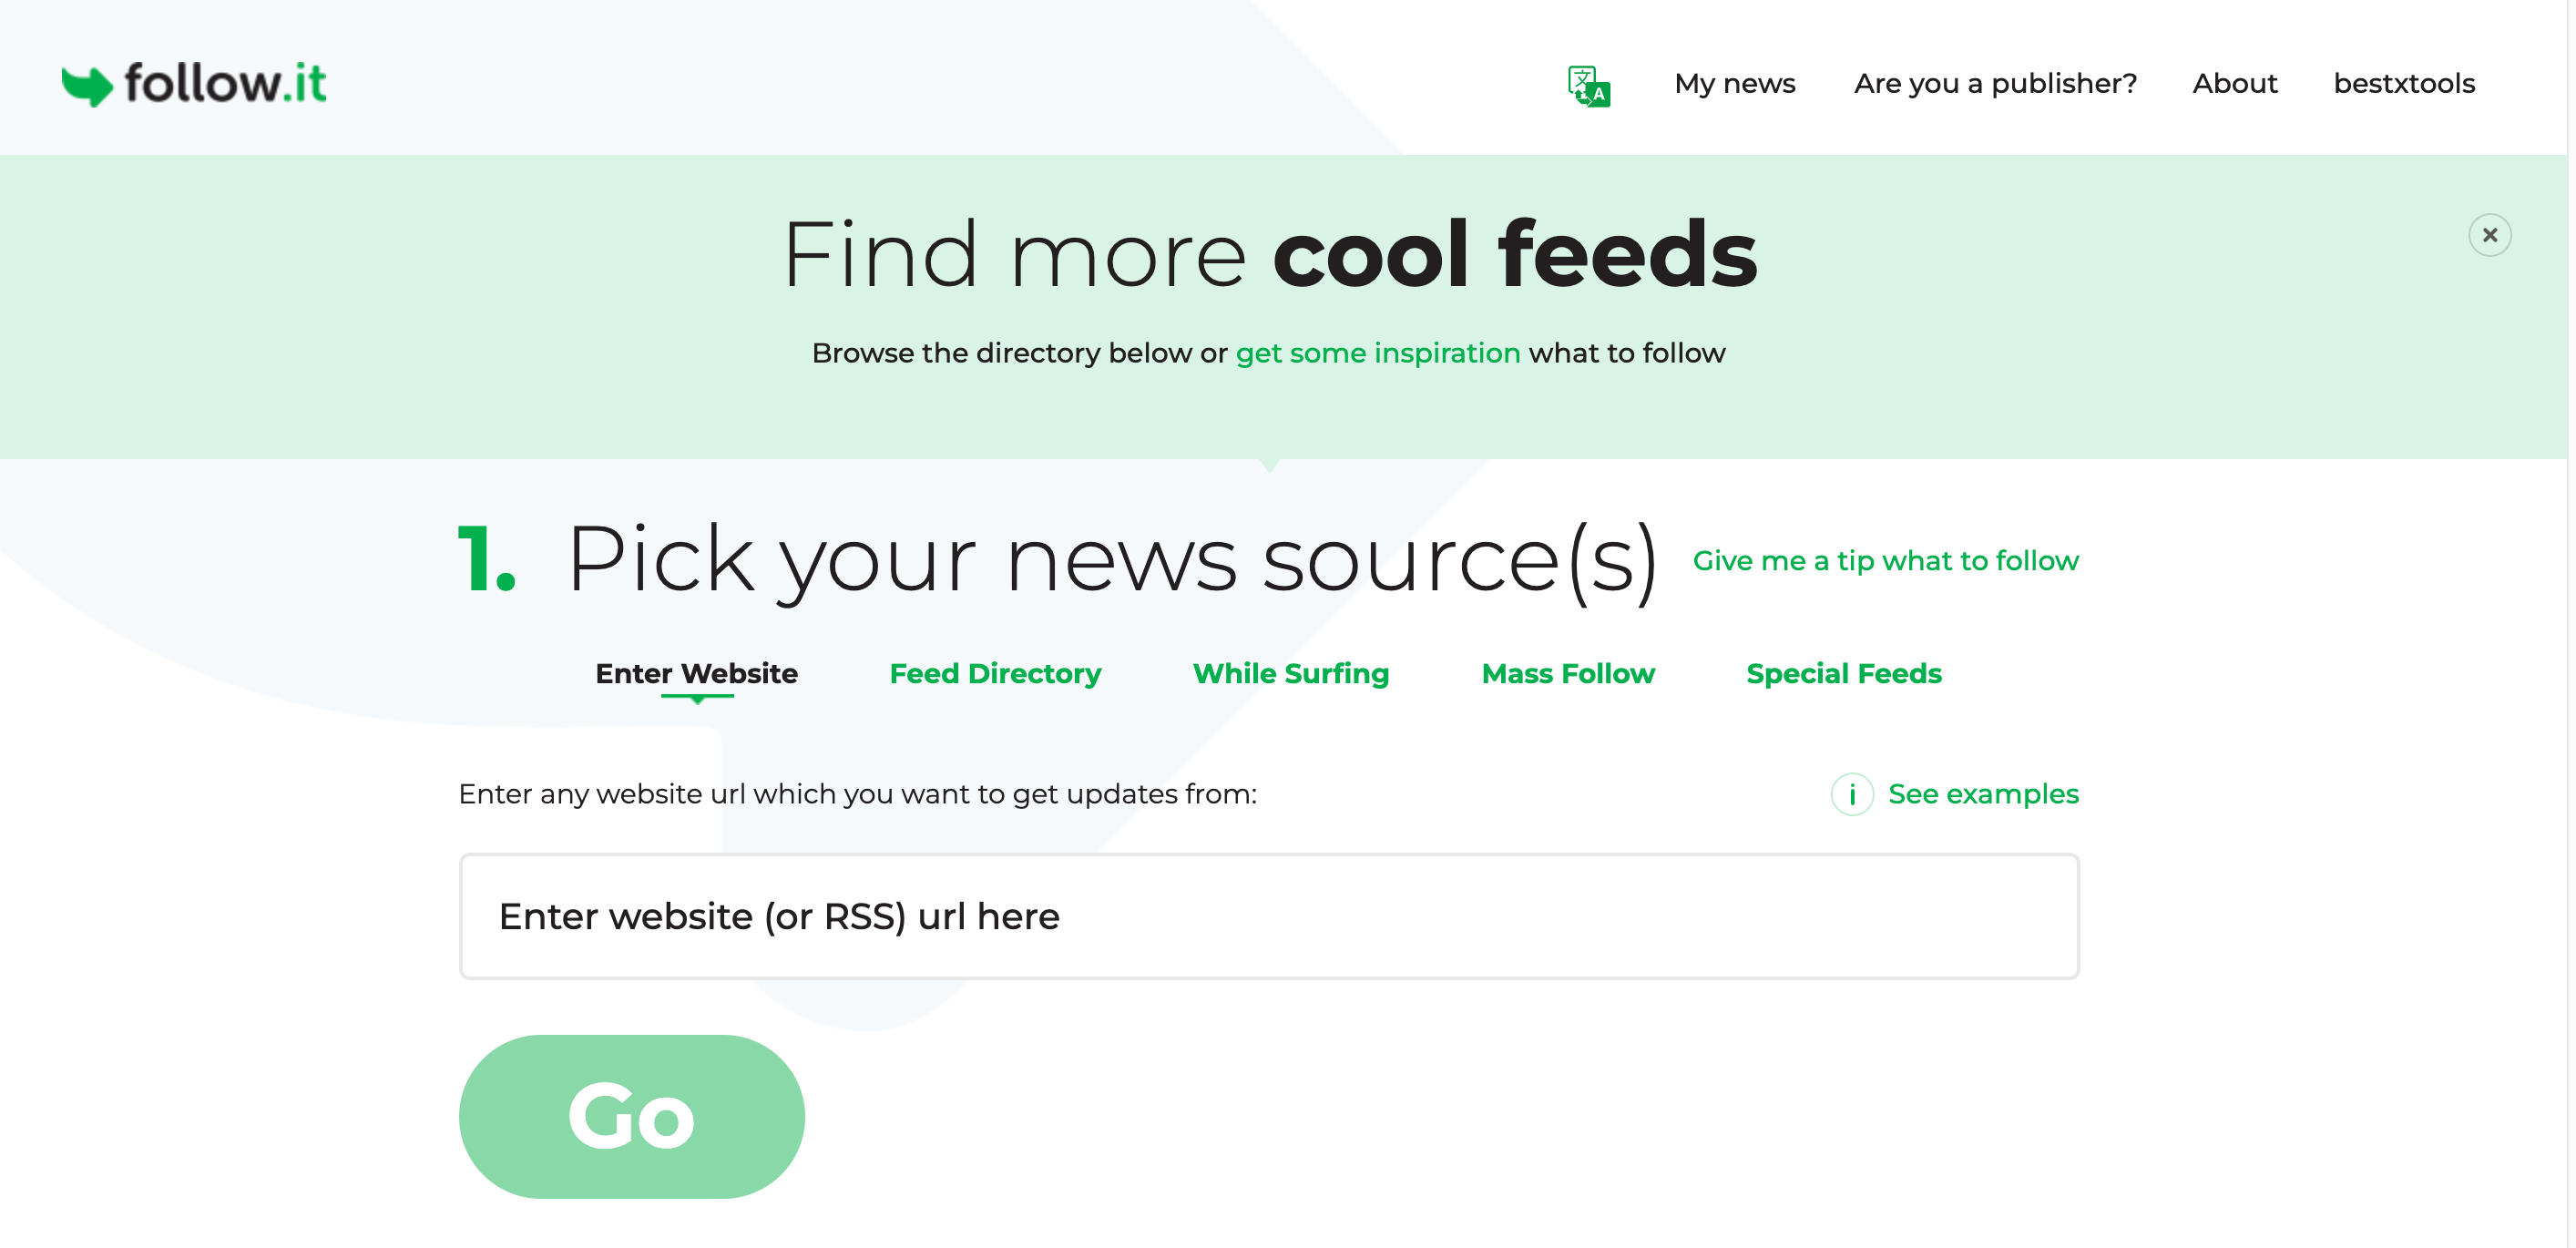 follow.it
My news
Are you a publisher?
About
bestxtools
Find more cool feeds
Browse the directory below or get some inspiration what to follow
1. Pick your news source(s)
Give me a tip what to follow
Enter Website
Feed Directory
While Surfing
Mass Follow
Special Feeds
Enter any website url which you want to get updates from:
i See examples
Enter website (or RSS) url here
Go